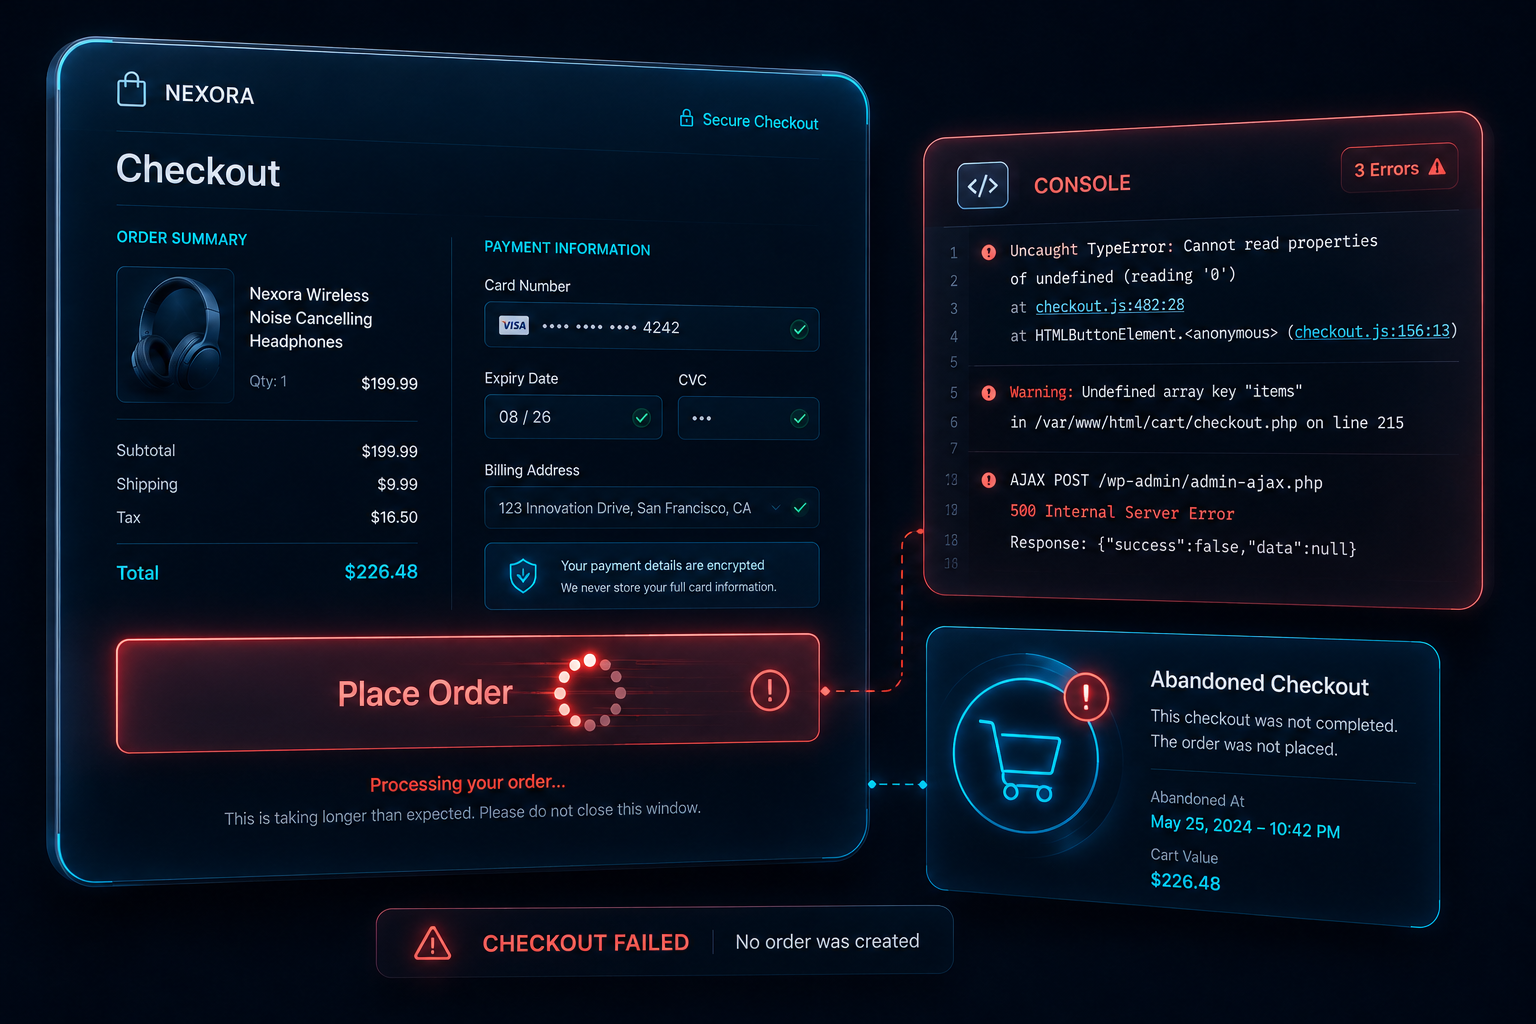 NEXORA
Secure Checkout
Checkout
ORDER SUMMARY
Nexora Wireless
Noise Cancelling
Headphones
Qty: 1
$199.99
Subtotal
$199.99
Shipping
$9.99
Tax
$16.50
Total
$226.48
PAYMENT INFORMATION
Card Number
VISA •••• •••• •••• 4242
Expiry Date
08 / 26
CVC
•••
Billing Address
123 Innovation Drive, San Francisco, CA
Your payment details are encrypted
We never store your full card information.
Place Order
Processing your order...
This is taking longer than expected. Please do not close this window.
</> CONSOLE
3 Errors
1 Uncaught TypeError: Cannot read properties
2 of undefined (reading '0')
3 at checkout.js:482:28
4 at HTMLButtonElement.<anonymous> (checkout.js:156:13)
5
5 Warning: Undefined array key "items"
6 in /var/www/html/cart/checkout.php on line 215
7
AJAX POST /wp-admin/admin-ajax.php
500 Internal Server Error
18 Response: {"success":false,"data":null}
Abandoned Checkout
This checkout was not completed.
The order was not placed.
Abandoned At
May 25, 2024 – 10:42 PM
Cart Value
$226.48
CHECKOUT FAILED
No order was created